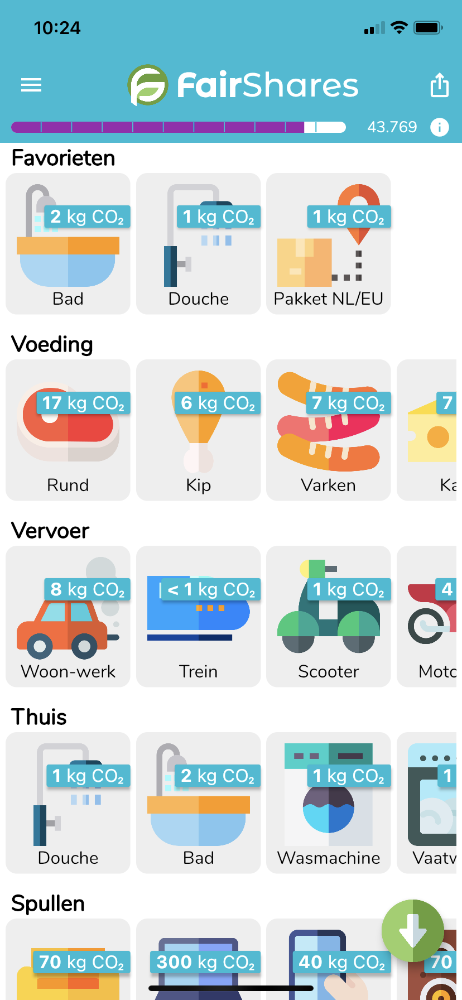 10:24
FairShares
43.769
Favorieten
2 kg CO₂
1 kg CO₂
1 kg CO₂
Bad
Douche
Pakket NL/EU
Voeding
17 kg CO₂
6 kg CO₂
7 kg CO₂
7
Rund
Kip
Varken
Ka
Vervoer
8 kg CO₂
< 1 kg CO₂
1 kg CO₂
4
Woon-werk
Trein
Scooter
Moto
Thuis
1 kg CO₂
2 kg CO₂
1 kg CO₂
1
Douche
Bad
Wasmachine
Vaatw
Spullen
70 kg CO₂
300 kg CO₂
40 kg CO₂
70